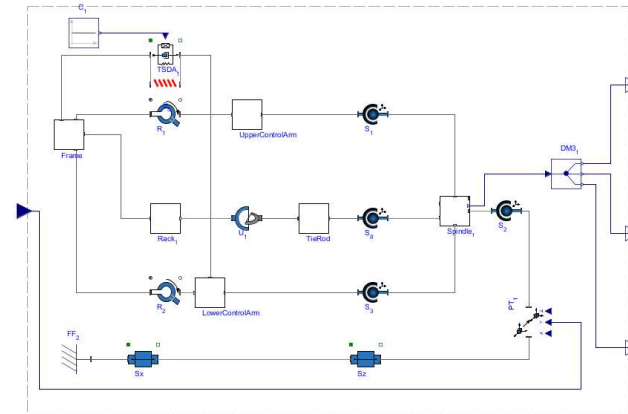 C1
TSDA1
R1
UpperControlArm
S1
DM31
Frame
Rack1
U1
TieRod
S4
Spindle1
S2
R2
LowerControlArm
S3
PT1
FF2
Sx
Sz